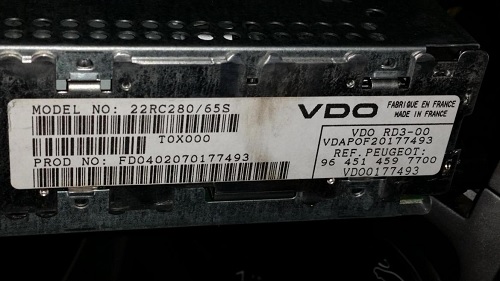 MODEL NO: 22RC280/65S
T0X000
PROD NO: FD0402070177493
VDO
FABRIQUE EN FRANCE
MADE IN FRANCE
VDO RD3-00
VDAPOF20177493
REF. PEUGEOT:
96 451 459 7700
VD00177493